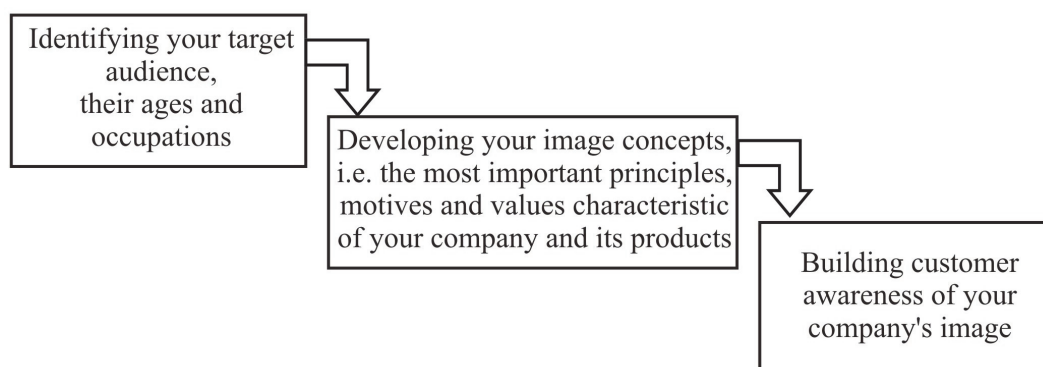 Identifying your target
audience,
their ages and
occupations
Developing your image concepts,
i.e. the most important principles,
motives and values characteristic
of your company and its products
Building customer
awareness of your
company's image